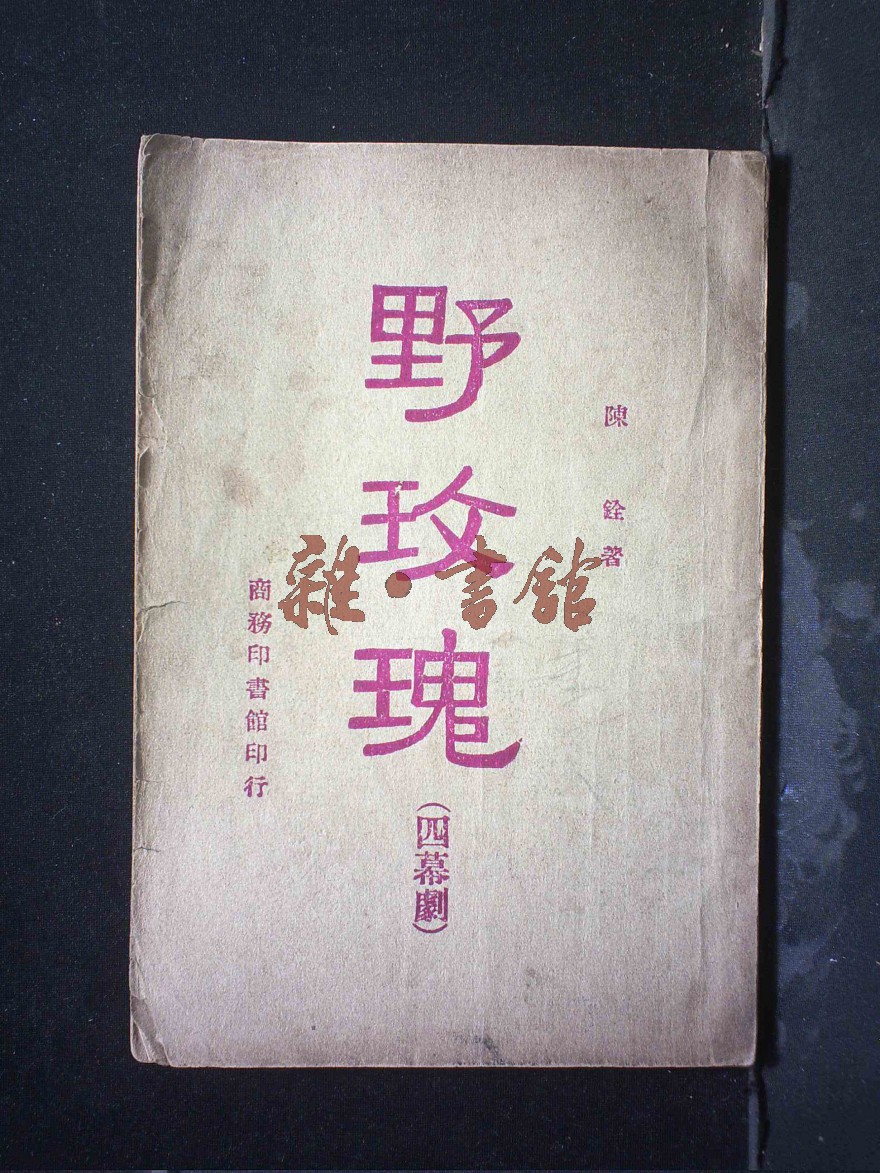 陳銓著
野玫瑰
（四幕劇）
商務印書館印行
雜·書館